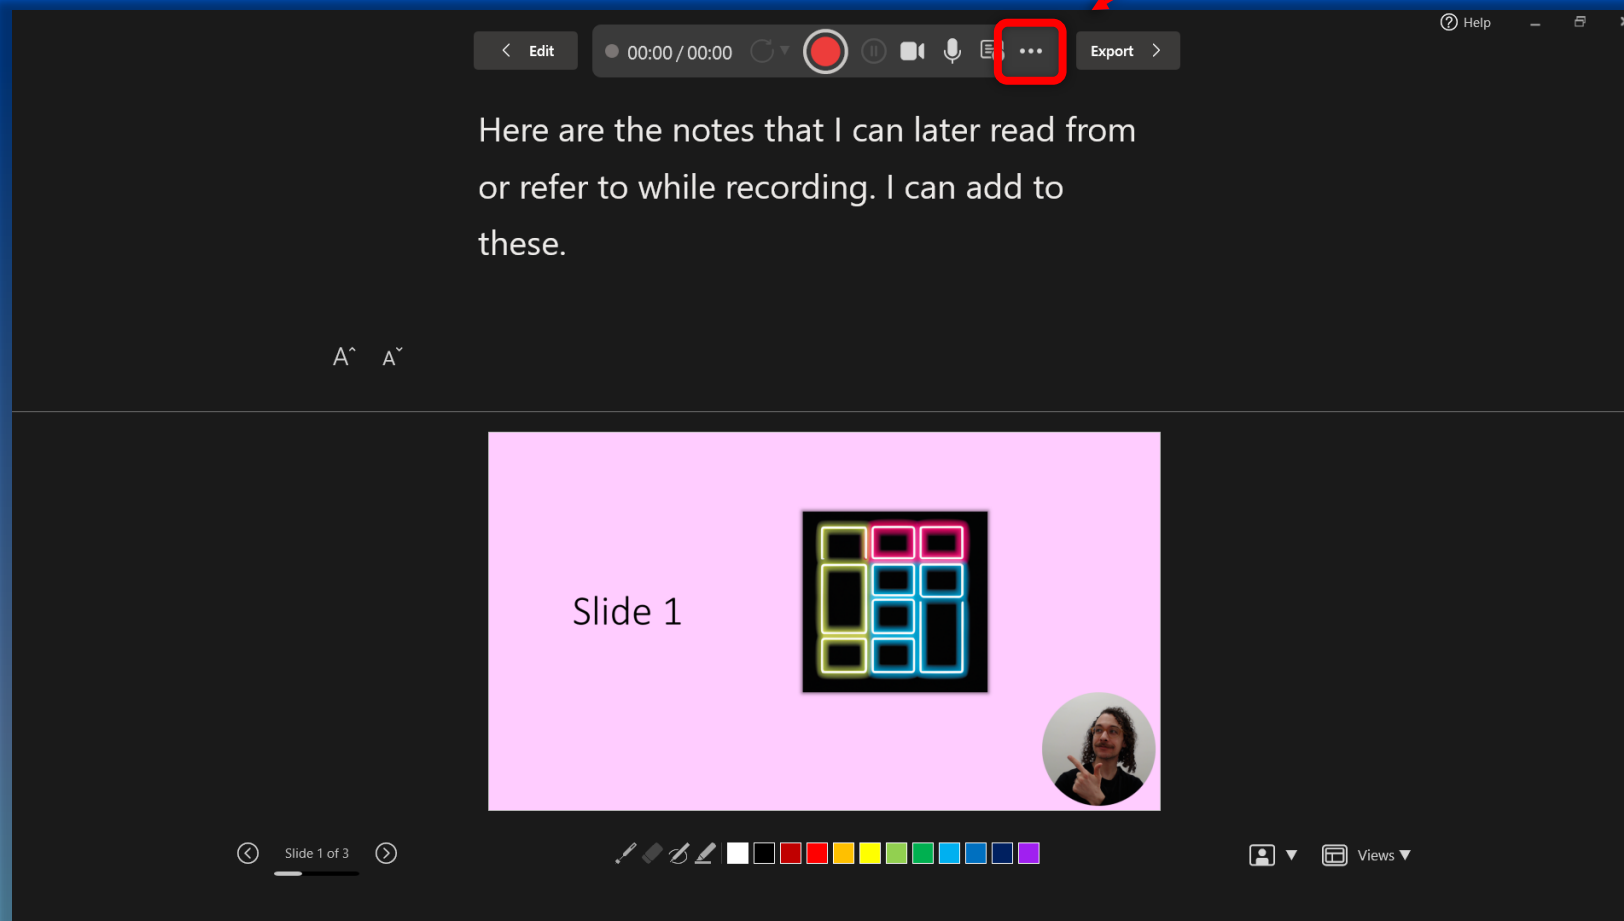 Help
Edit
00:00 / 00:00
Export
Here are the notes that I can later read from
or refer to while recording. I can add to
these.
A A
Slide 1
Slide 1 of 3
Views